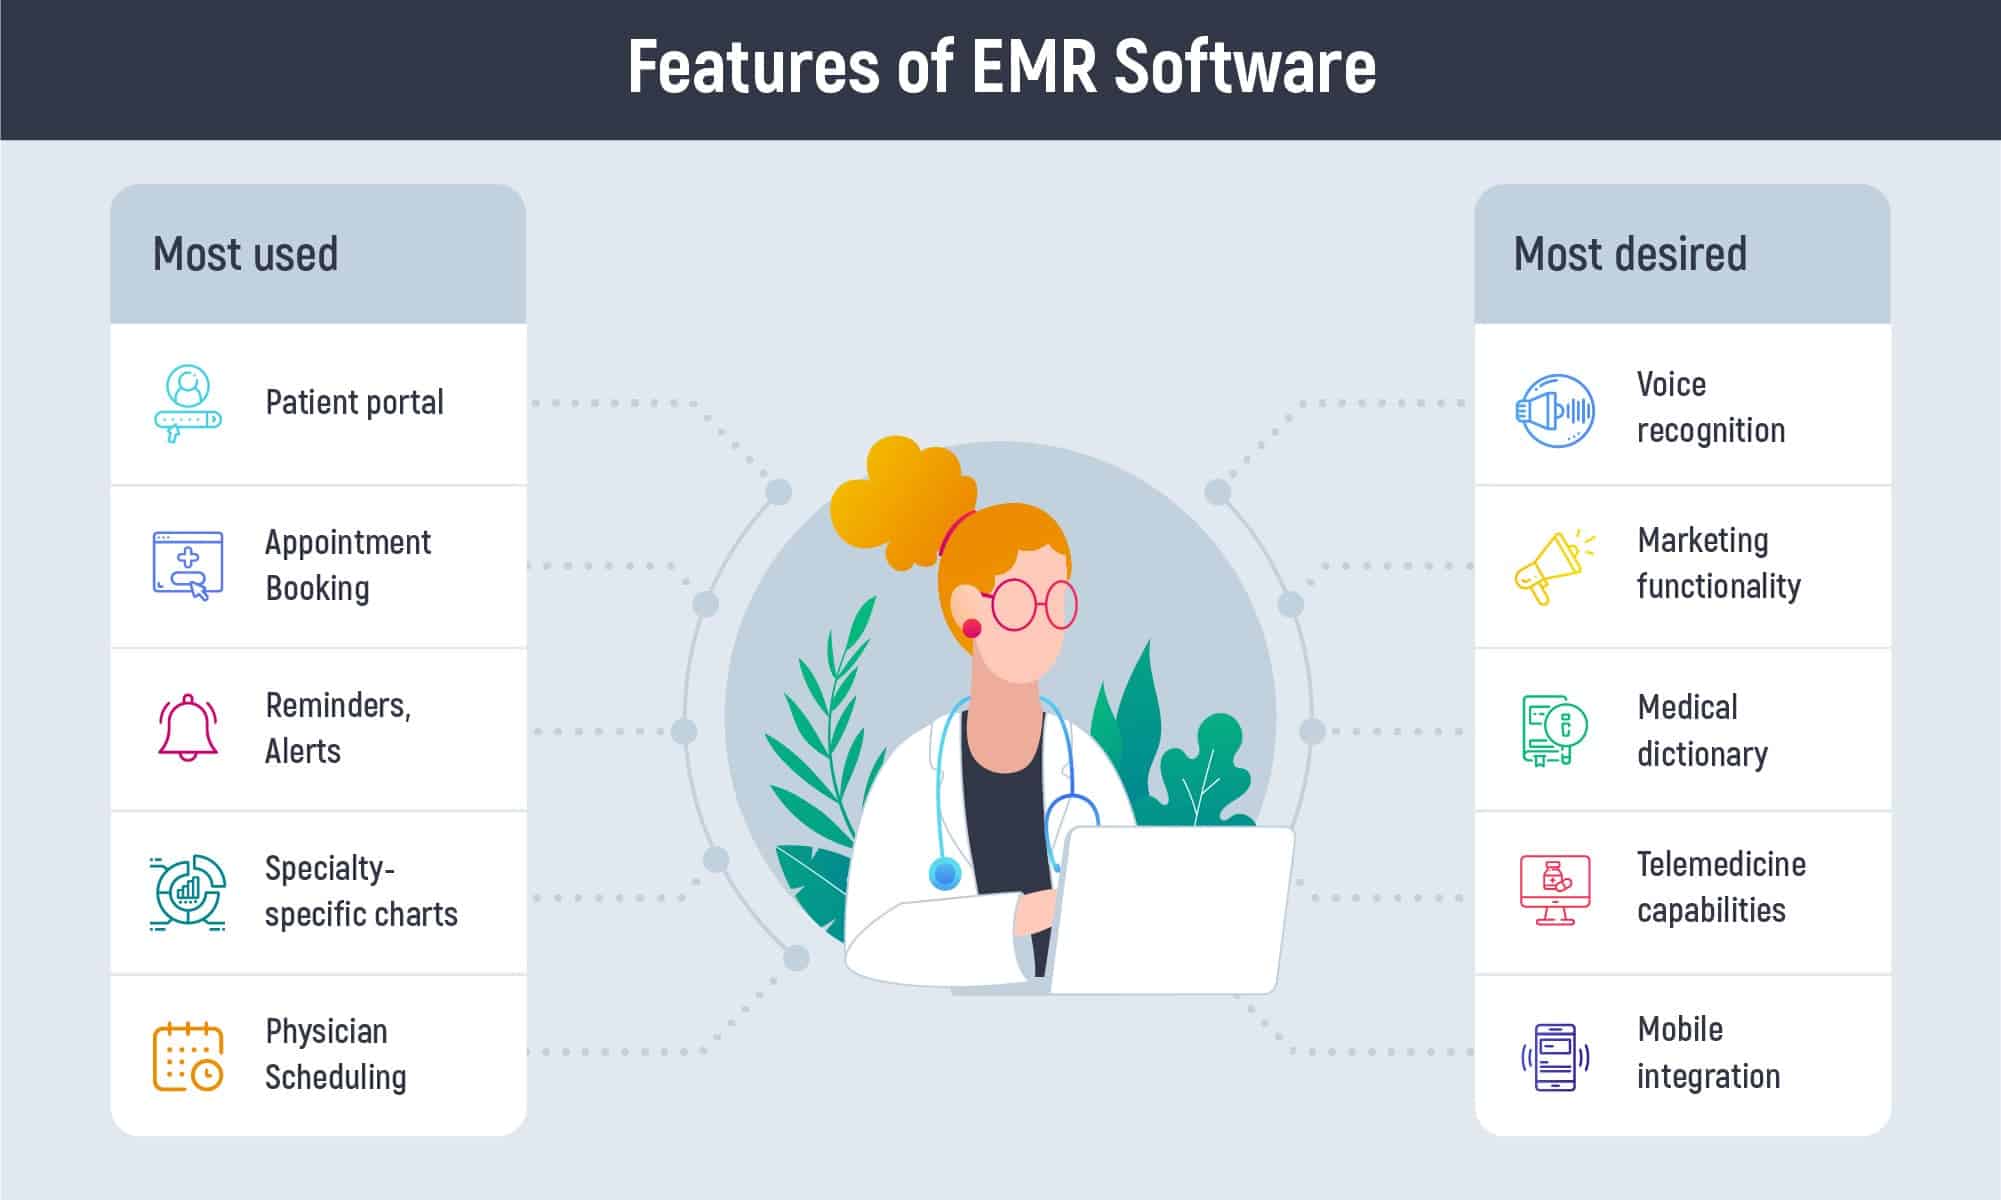 Features of EMR Software
Most used
Patient portal
Appointment
Booking
Reminders,
Alerts
Specialty-
specific charts
Physician
Scheduling
Most desired
Voice
recognition
Marketing
functionality
Medical
dictionary
Telemedicine
capabilities
Mobile
integration